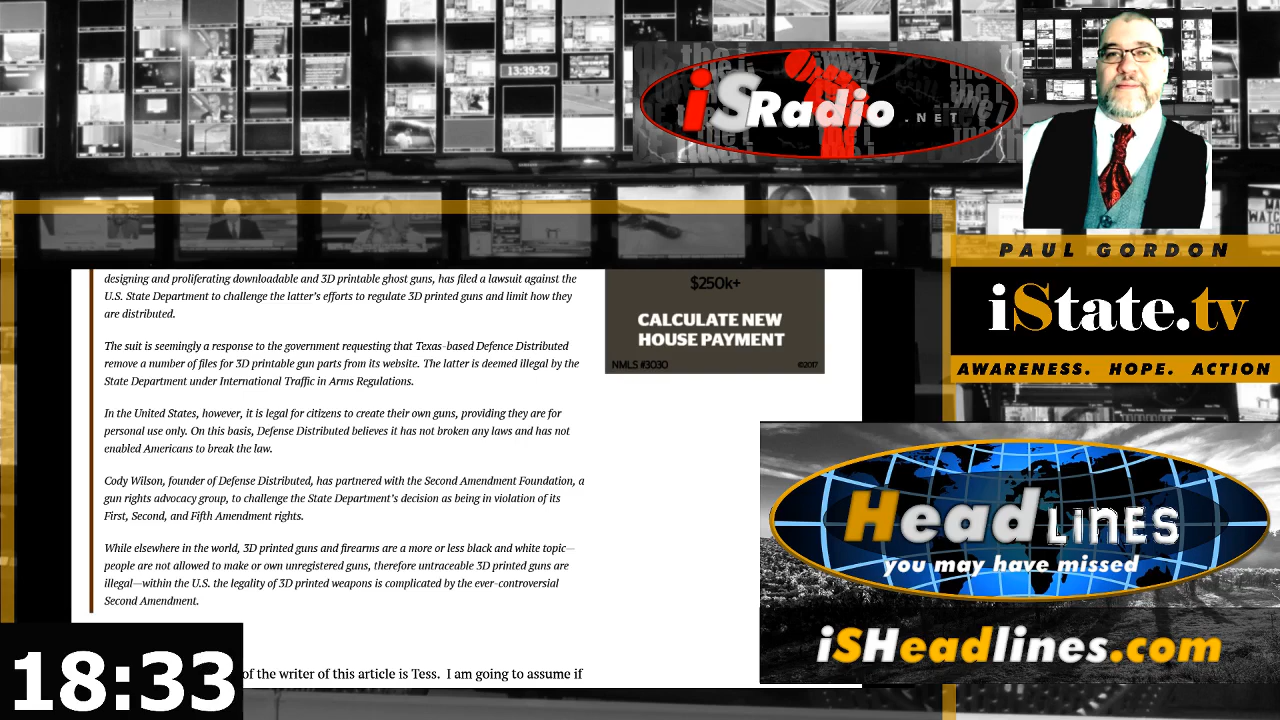 13:39:32
iSRadio
.NET
PAUL GORDON
iState.tv
AWARENESS. HOPE. ACTION
designing and proliferating downloadable and 3D printable ghost guns, has filed a lawsuit against the
U.S. State Department to challenge the latter's efforts to regulate 3D printed guns and limit how they
are distributed.
The suit is seemingly a response to the government requesting that Texas-based Defence Distributed
remove a number of files for 3D printable gun parts from its website. The latter is deemed illegal by the
State Department under International Traffic in Arms Regulations.
In the United States, however, it is legal for citizens to create their own guns, providing they are for
personal use only. On this basis, Defense Distributed believes it has not broken any laws and has not
enabled Americans to break the law.
Cody Wilson, founder of Defense Distributed, has partnered with the Second Amendment Foundation, a
gun rights advocacy group, to challenge the State Department's decision as being in violation of its
First, Second, and Fifth Amendment rights.
While elsewhere in the world, 3D printed guns and firearms are a more or less black and white topic—
people are not allowed to make or own unregistered guns, therefore untraceable 3D printed guns are
illegal—within the U.S. the legality of 3D printed weapons is complicated by the ever-controversial
Second Amendment.
of the writer of this article is Tess. I am going to assume if
$250k+
CALCULATE NEW
HOUSE PAYMENT
NMLS #3030
©2017
HeadLINES
you may have missed
iSHeadlines.com
18:33